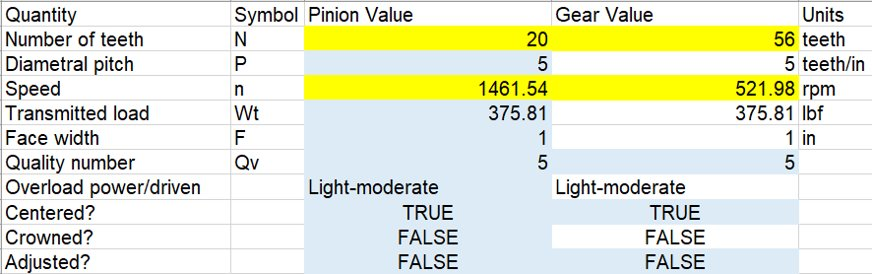 Quantity Symbol Pinion Value Gear Value Units
Number of teeth N 20 56 teeth
Diametral pitch P 5 5 teeth/in
Speed n 1461.54 521.98 rpm
Transmitted load Wt 375.81 375.81 lbf
Face width F 1 1 in
Quality number Qv 5 5
Overload power/driven Light-moderate Light-moderate
Centered? TRUE TRUE
Crowned? FALSE FALSE
Adjusted? FALSE FALSE